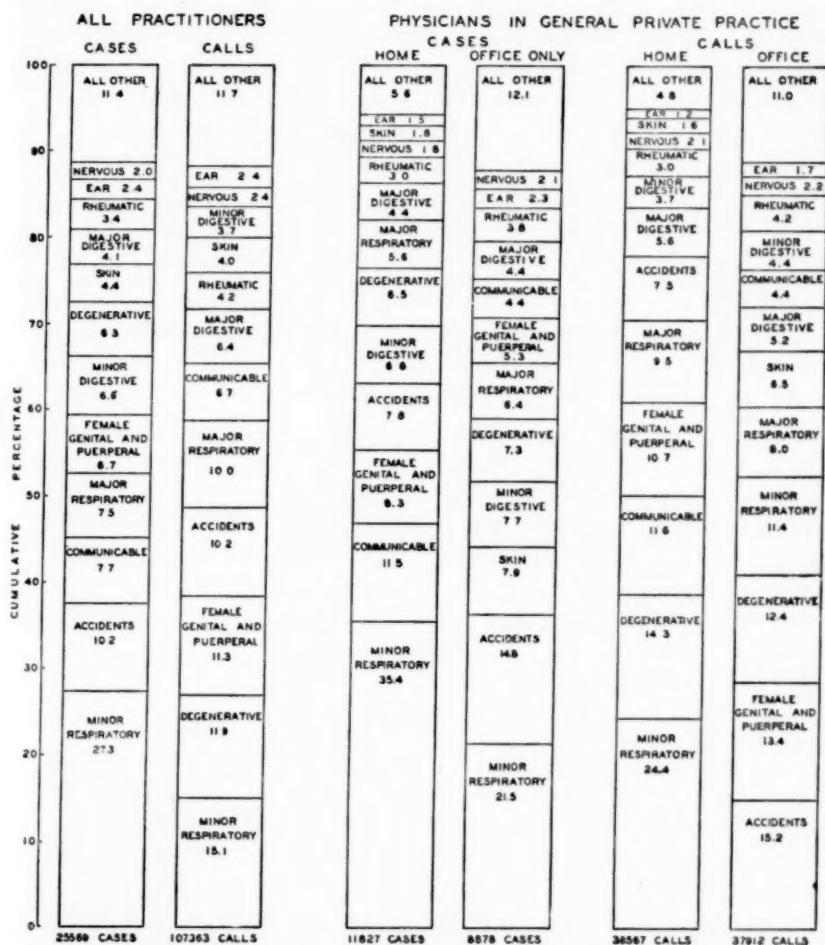 ALL PRACTITIONERS
PHYSICIANS IN GENERAL PRIVATE PRACTICE
CASES
CALLS
CASES
CALLS
HOME
OFFICE ONLY
HOME
OFFICE
CUMULATIVE PERCENTAGE
100
90
80
70
60
50
40
30
20
10
0
ALL OTHER
11.4
NERVOUS 2.0
EAR 2.4
RHEUMATIC
3.4
MAJOR
DIGESTIVE
4.1
SKIN
4.4
DEGENERATIVE
6.3
MINOR
DIGESTIVE
6.6
FEMALE
GENITAL AND
PUERPERAL
6.7
MAJOR
RESPIRATORY
7.5
COMMUNICABLE
7.7
ACCIDENTS
10.2
MINOR
RESPIRATORY
27.3
25569 CASES
ALL OTHER
11.7
EAR 2.4
NERVOUS 2.4
MINOR
DIGESTIVE
3.7
SKIN
4.0
RHEUMATIC
4.2
MAJOR
DIGESTIVE
6.4
COMMUNICABLE
6.7
MAJOR
RESPIRATORY
10.0
ACCIDENTS
10.2
FEMALE
GENITAL AND
PUERPERAL
11.3
DEGENERATIVE
11.9
MINOR
RESPIRATORY
15.1
107363 CALLS
ALL OTHER
5.6
EAR 1.5
SKIN 1.8
NERVOUS 1.8
RHEUMATIC
3.0
MAJOR
DIGESTIVE
4.4
MAJOR
RESPIRATORY
5.6
DEGENERATIVE
6.5
MINOR
DIGESTIVE
6.8
ACCIDENTS
7.8
FEMALE
GENITAL AND
PUERPERAL
8.3
COMMUNICABLE
11.5
MINOR
RESPIRATORY
35.4
11827 CASES
ALL OTHER
12.1
NERVOUS 2.1
EAR 2.3
RHEUMATIC
3.8
MAJOR
DIGESTIVE
4.4
COMMUNICABLE
4.4
FEMALE
GENITAL AND
PUERPERAL
5.3
MAJOR
RESPIRATORY
6.4
DEGENERATIVE
7.3
MINOR
DIGESTIVE
7.7
SKIN
7.9
ACCIDENTS
14.8
MINOR
RESPIRATORY
21.5
8878 CASES
ALL OTHER
4.8
EAR 1.2
SKIN 1.6
NERVOUS 2.1
RHEUMATIC
3.0
MINOR
DIGESTIVE
3.7
MAJOR
DIGESTIVE
5.6
ACCIDENTS
7.5
MAJOR
RESPIRATORY
9.5
FEMALE
GENITAL AND
PUERPERAL
10.7
COMMUNICABLE
11.6
DEGENERATIVE
14.3
MINOR
RESPIRATORY
24.4
38567 CALLS
ALL OTHER
11.0
EAR 1.7
NERVOUS 2.2
RHEUMATIC
4.2
MINOR
DIGESTIVE
4.4
COMMUNICABLE
4.4
MAJOR
DIGESTIVE
5.2
SKIN
6.5
MAJOR
RESPIRATORY
8.0
MINOR
RESPIRATORY
11.4
DEGENERATIVE
12.4
FEMALE
GENITAL AND
PUERPERAL
13.4
ACCIDENTS
15.2
37912 CALLS